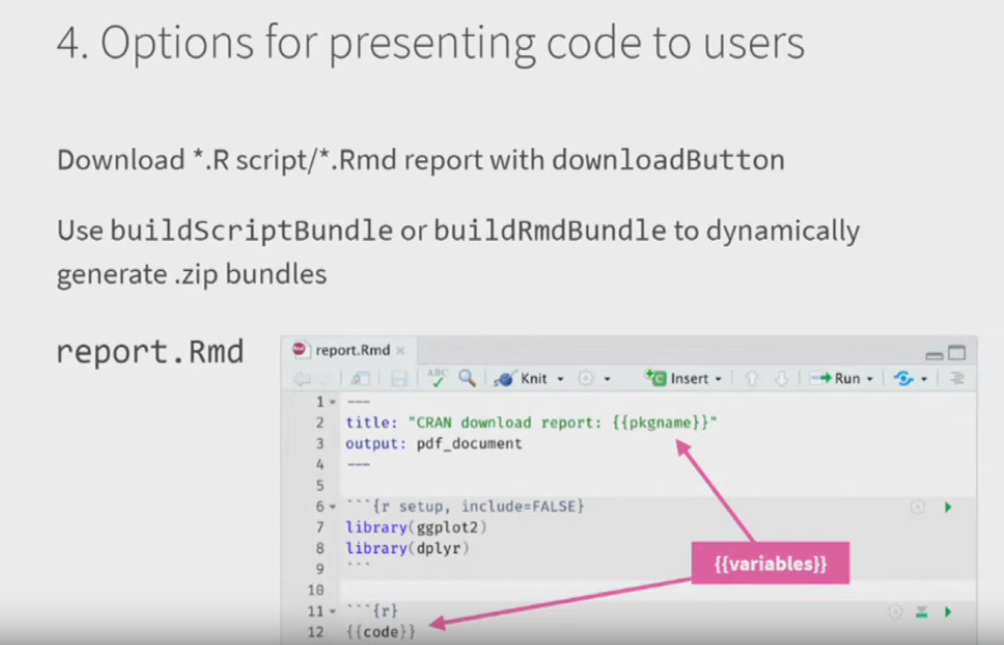 4. Options for presenting code to users
Download *.R script/*.Rmd report with downloadButton
Use buildScriptBundle or buildRmdBundle to dynamically
generate .zip bundles
report.Rmd
report.Rmd
ABC Knit Insert Run
1 ---
2 title: "CRAN download report: {{pkgname}}"
3 output: pdf_document
4 ---
5
6 ```{r setup, include=FALSE}
7 library(ggplot2)
8 library(dplyr)
9 ```
{{variables}}
10
11 ```{r}
12 {{code}}